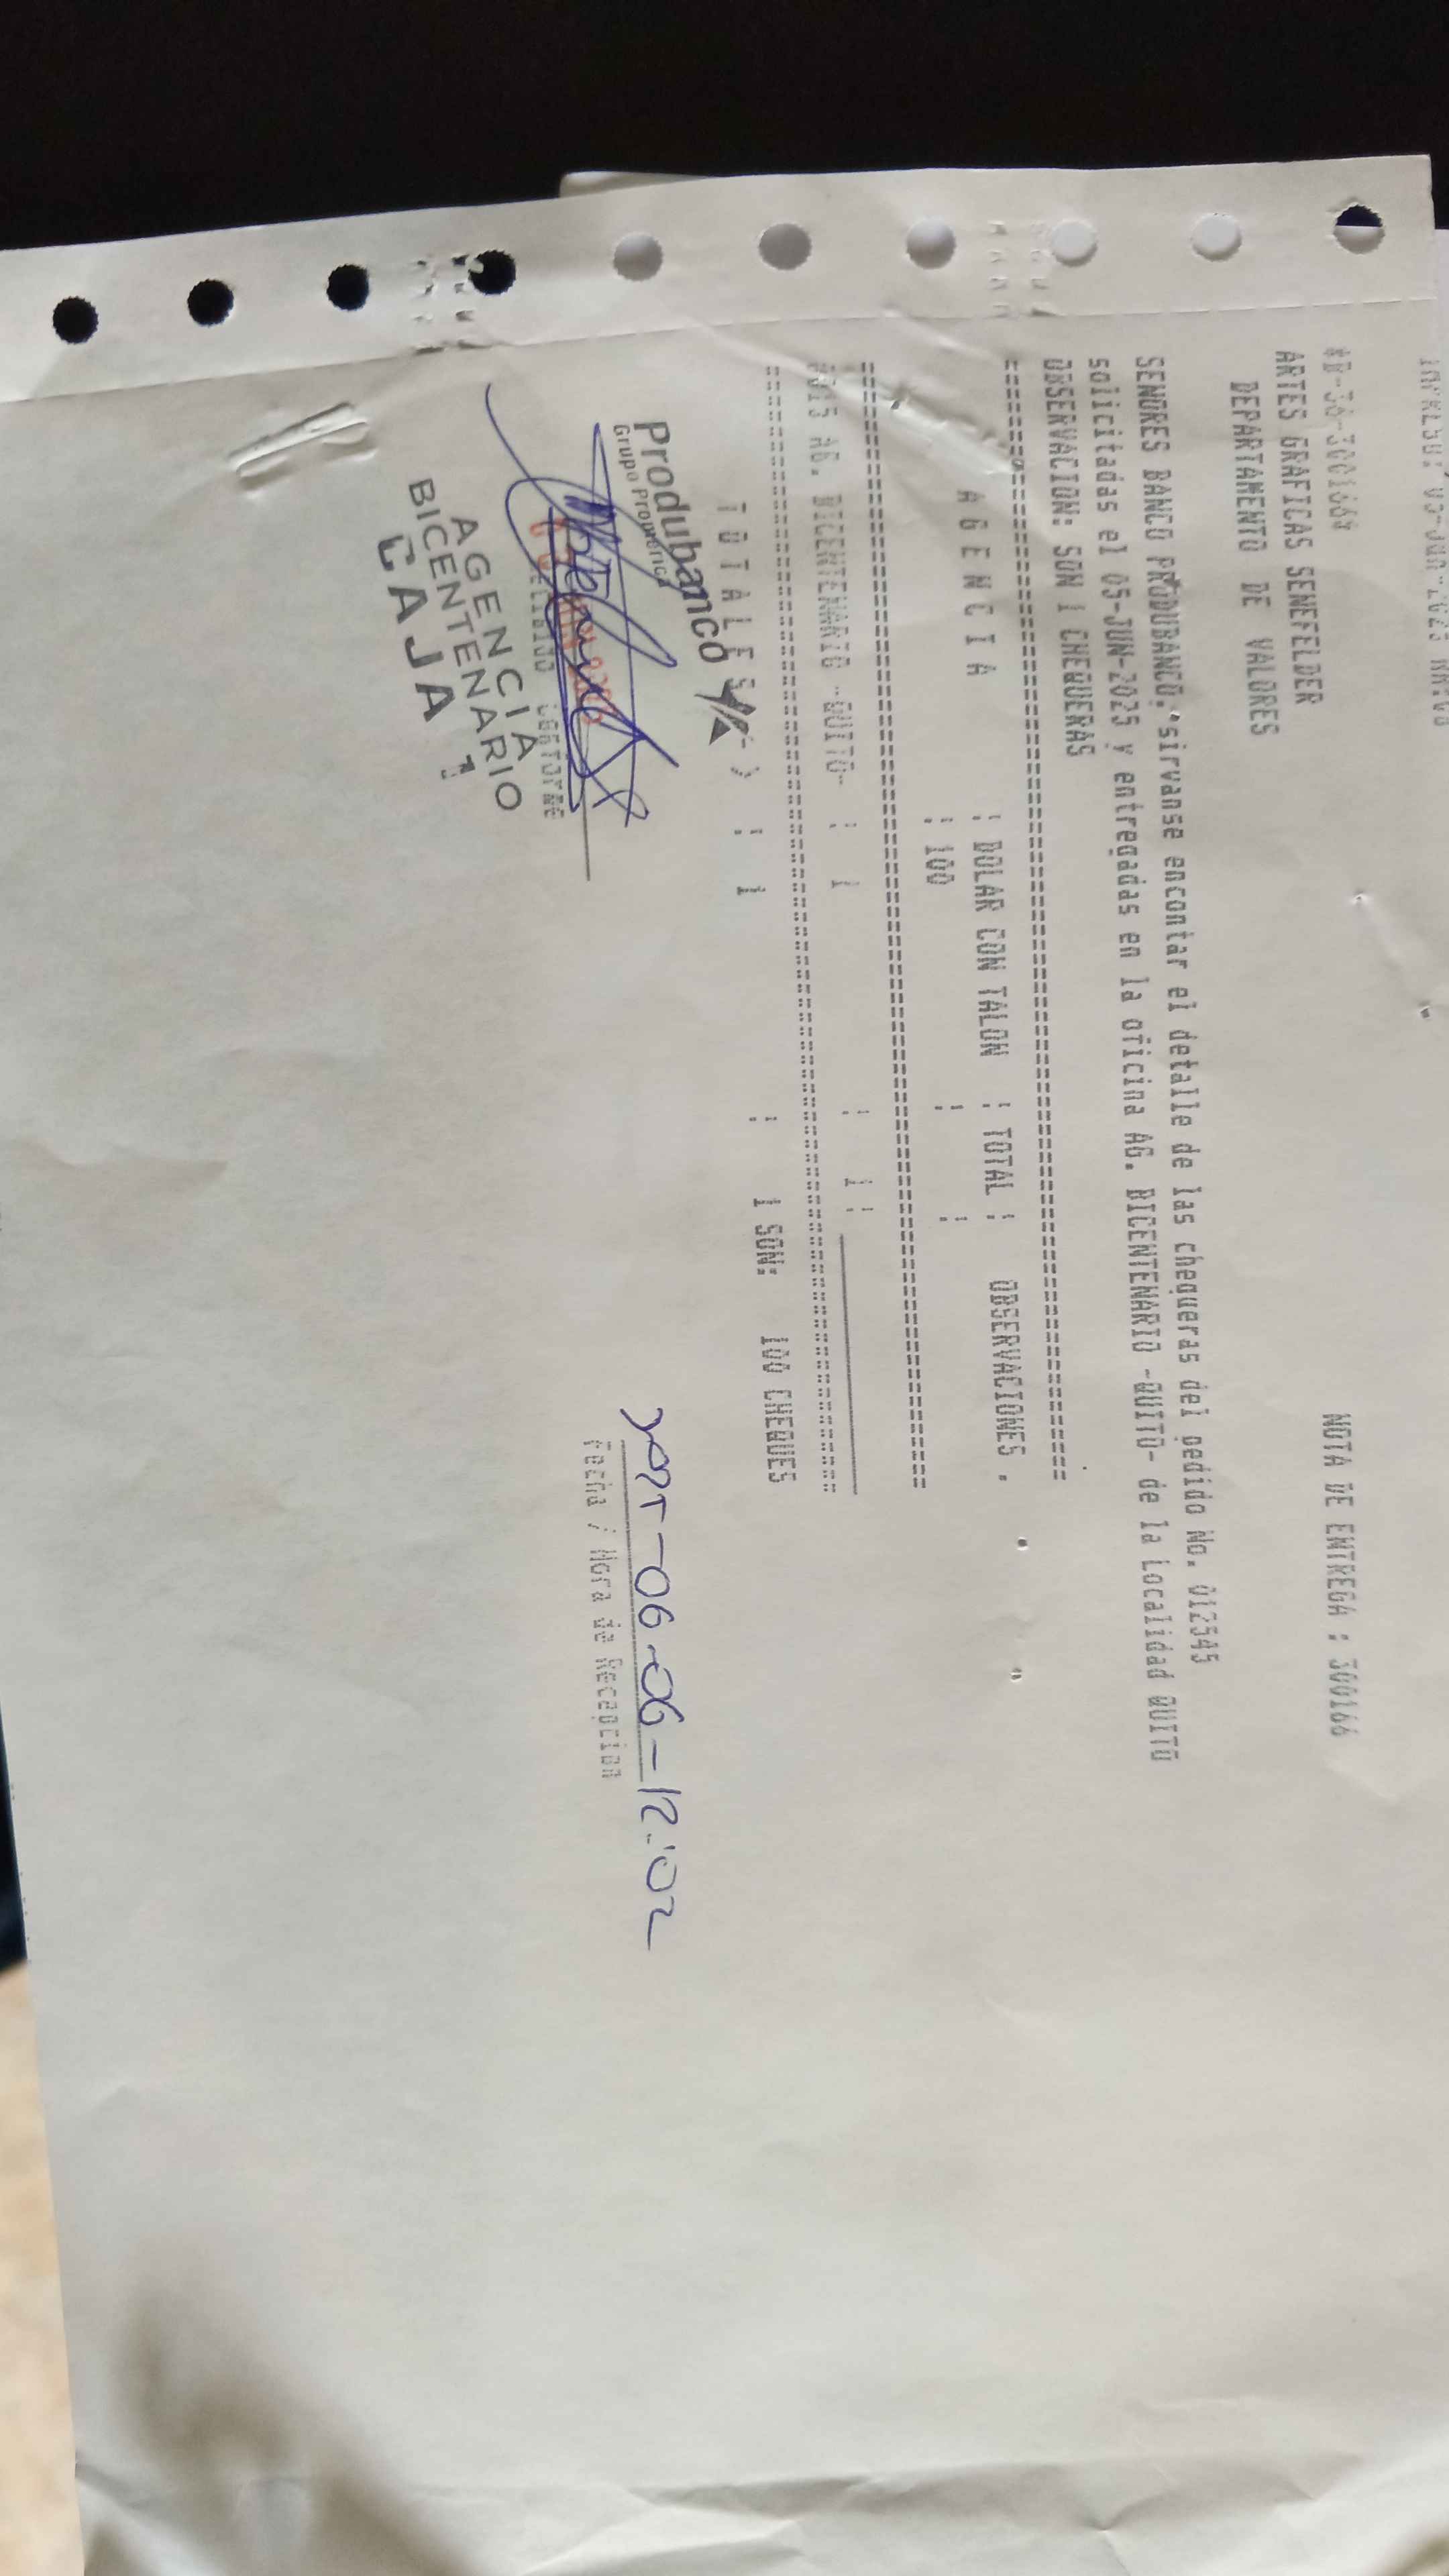 NOTA DE ENTREGA : 300166
ARTES GRAFICAS SENEFELDER
DEPARTAMENTO DE VALORES
SENORES BANCO PRODUBANCO, sirvanse encontar el detalle de las chequeras del pedido No. 012545
solicitadas el 05-JUN-2025 y entregadas en la oficina AG. BICENTENARIO -QUITO- de la Localidad QUITO
OBSERVACION: SON 1 CHEQUERAS
A G E N C I A : DOLAR CON TALON : TOTAL : OBSERVACIONES .
: 100 : :
AG. BICENTENARIO -QUITO- : 1 : 1 :
T O T A L E S : 1 : 1 SON: 100 CHEQUES
Produbanco
Grupo Promerica
06-06-12:02
Fecha / Hora de Recepcion
AGENCIA
BICENTENARIO
CAJA 1